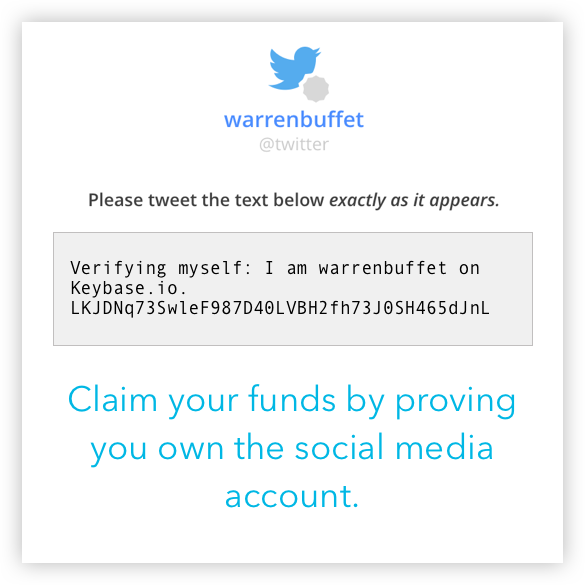 warrenbuffet
@twitter
Please tweet the text below exactly as it appears.
Verifying myself: I am warrenbuffet on
Keybase.io.
LKJDNq73SwleF987D40LVBH2fh73J0SH465dJnL
Claim your funds by proving
you own the social media
account.